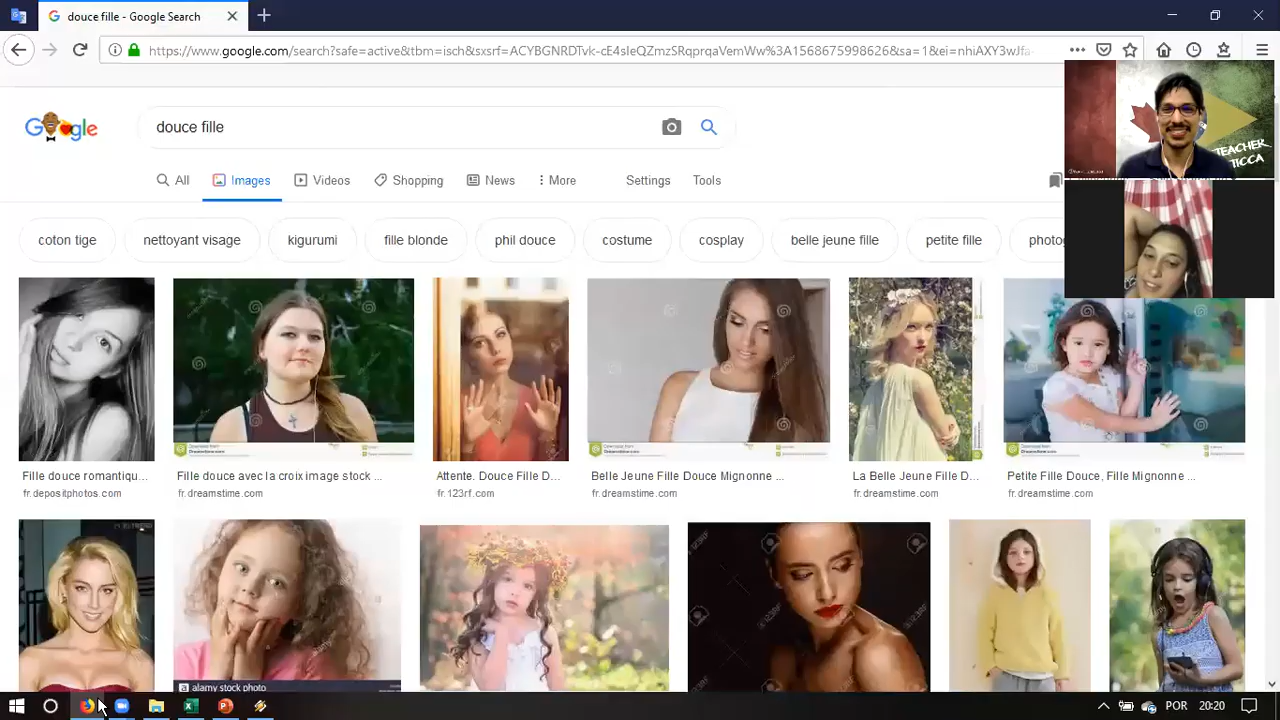 douce fille - Google Search
https://www.google.com/search?safe=active&tbm=isch&sxsrf=ACYBGNRDTvk-cE4sIeQZmzSRqprqaVemWw%3A1568675998626&sa=1&ei=nhiAXY3wJfa-
Google
douce fille
All
Images
Videos
Shopping
News
More
Settings
Tools
TEACHER
TICCA
coton tige
nettoyant visage
kigurumi
fille blonde
phil douce
costume
cosplay
belle jeune fille
petite fille
photog
Fille douce romantiqu...
Fille douce avec la croix image stock ...
Attente. Douce Fille D...
Belle Jeune Fille Douce Mignonne ...
La Belle Jeune Fille D...
Petite Fille Douce, Fille Mignonne ...
fr.depositphotos.com
fr.dreamstime.com
fr.123rf.com
fr.dreamstime.com
fr.dreamstime.com
fr.dreamstime.com
a alamy stock photo
POR
20:20